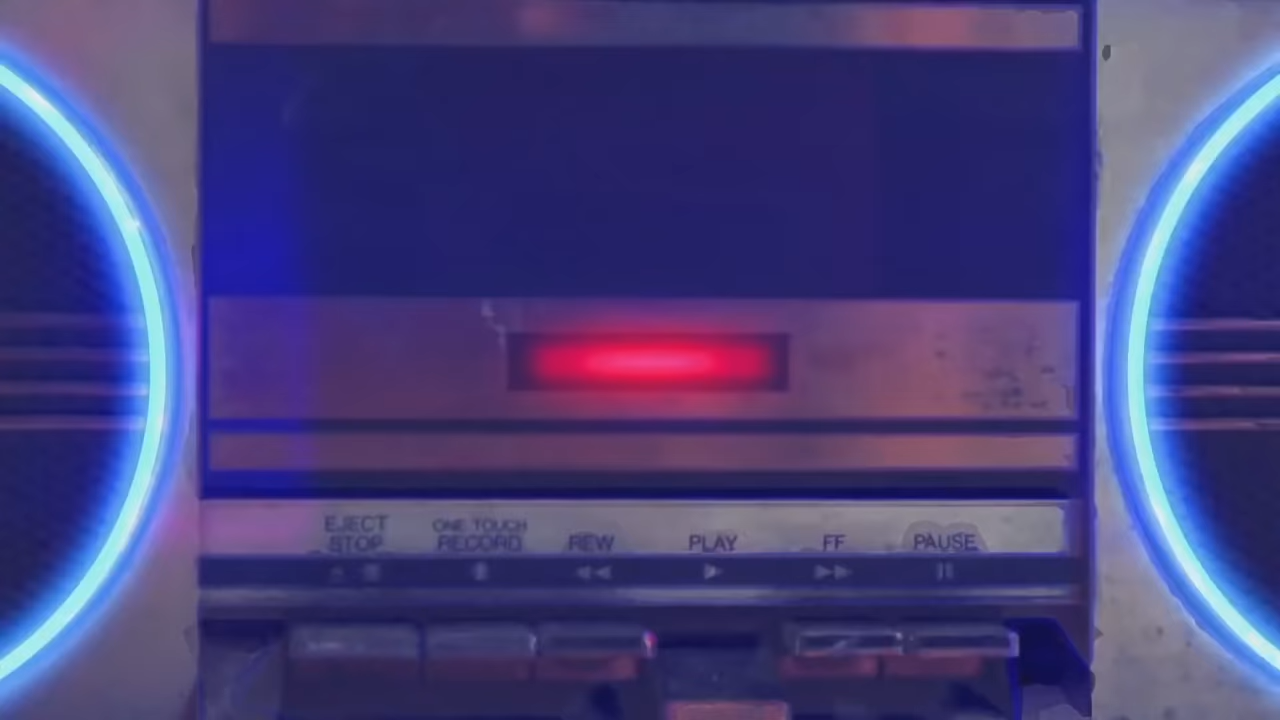 EJECT
STOP
ONE TOUCH
RECORD
REW
PLAY
FF
PAUSE